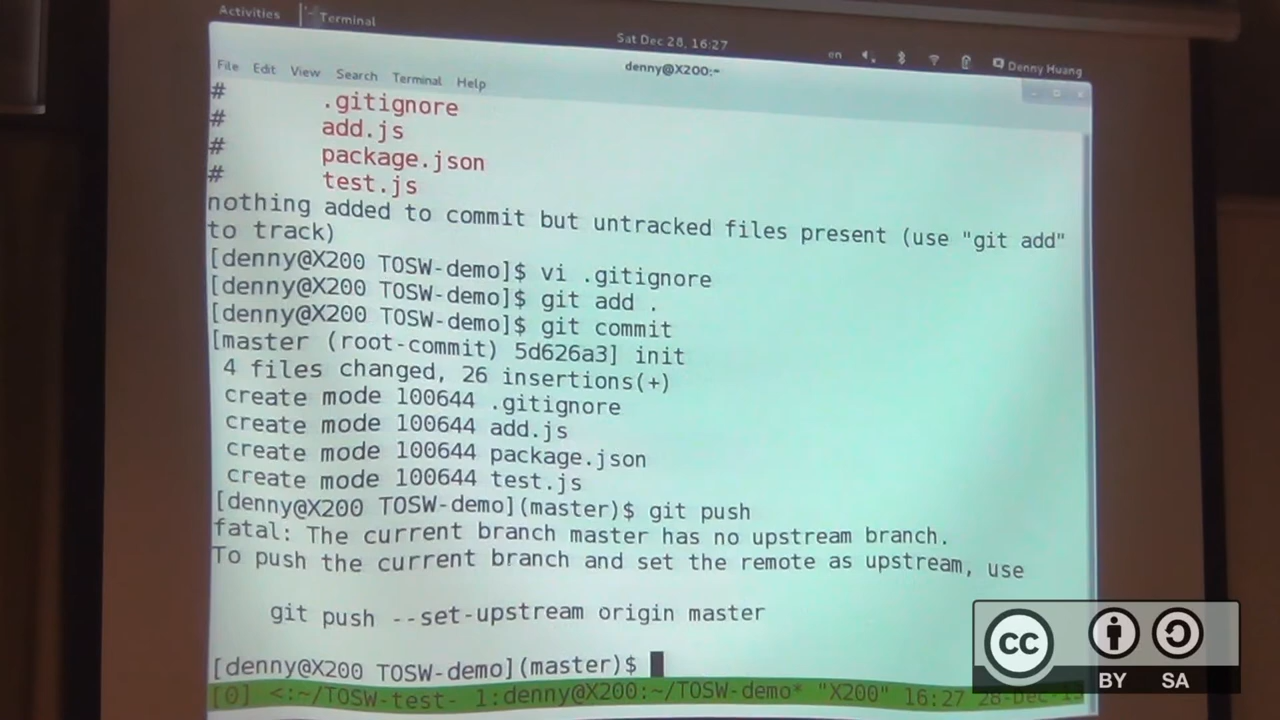 Activities Terminal
Sat Dec 28, 16:27
en Denny Huang
denny@X200:~
File Edit View Search Terminal Help
# .gitignore
# add.js
# package.json
# test.js
nothing added to commit but untracked files present (use "git add"
to track)
[denny@X200 TOSW-demo]$ vi .gitignore
[denny@X200 TOSW-demo]$ git add .
[denny@X200 TOSW-demo]$ git commit
[master (root-commit) 5d626a3] init
4 files changed, 26 insertions(+)
create mode 100644 .gitignore
create mode 100644 add.js
create mode 100644 package.json
create mode 100644 test.js
[denny@X200 TOSW-demo](master)$ git push
fatal: The current branch master has no upstream branch.
To push the current branch and set the remote as upstream, use
git push --set-upstream origin master
[denny@X200 TOSW-demo](master)$
[0] <:~/TOSW-test- 1:denny@X200:~/TOSW-demo* "X200" 16:27
cc BY SA